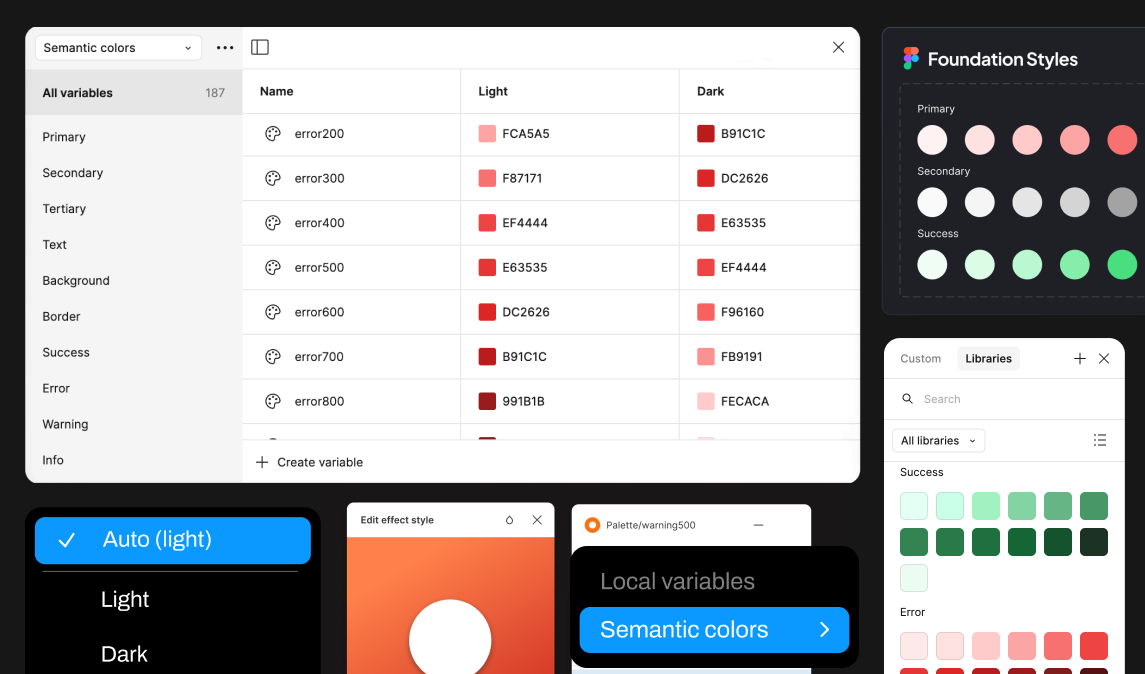 Semantic colors
All variables 187
Primary
Secondary
Tertiary
Text
Background
Border
Success
Error
Warning
Info
Name Light Dark
error200 FCA5A5 B91C1C
error300 F87171 DC2626
error400 EF4444 E63535
error500 E63535 EF4444
error600 DC2626 F96160
error700 B91C1C FB9191
error800 991B1B FECACA
Create variable
Foundation Styles
Primary
Secondary
Success
Custom Libraries
Search
All libraries
Success
Error
Auto (light)
Light
Dark
Edit effect style
Palette/warning500
Local variables
Semantic colors